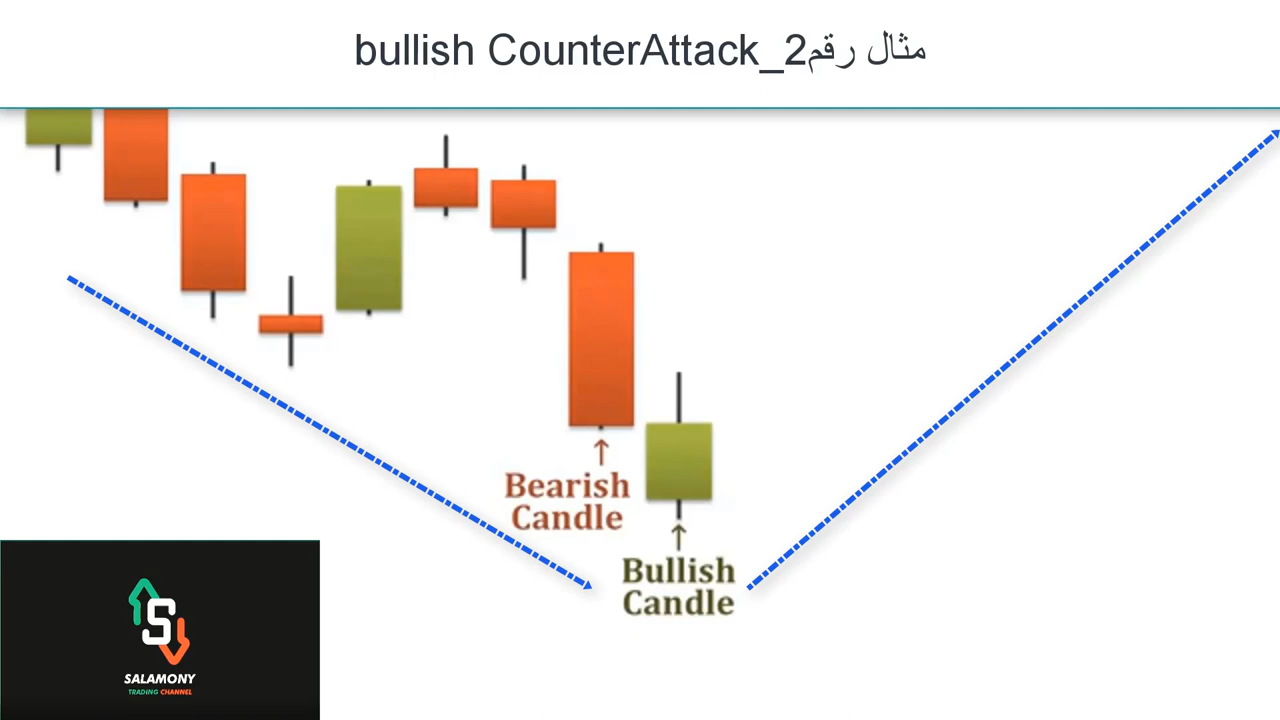 bullish CounterAttack_2مثال رقم
Bearish
Candle
Bullish
Candle
S
SALAMONY
TRADING CHANNEL